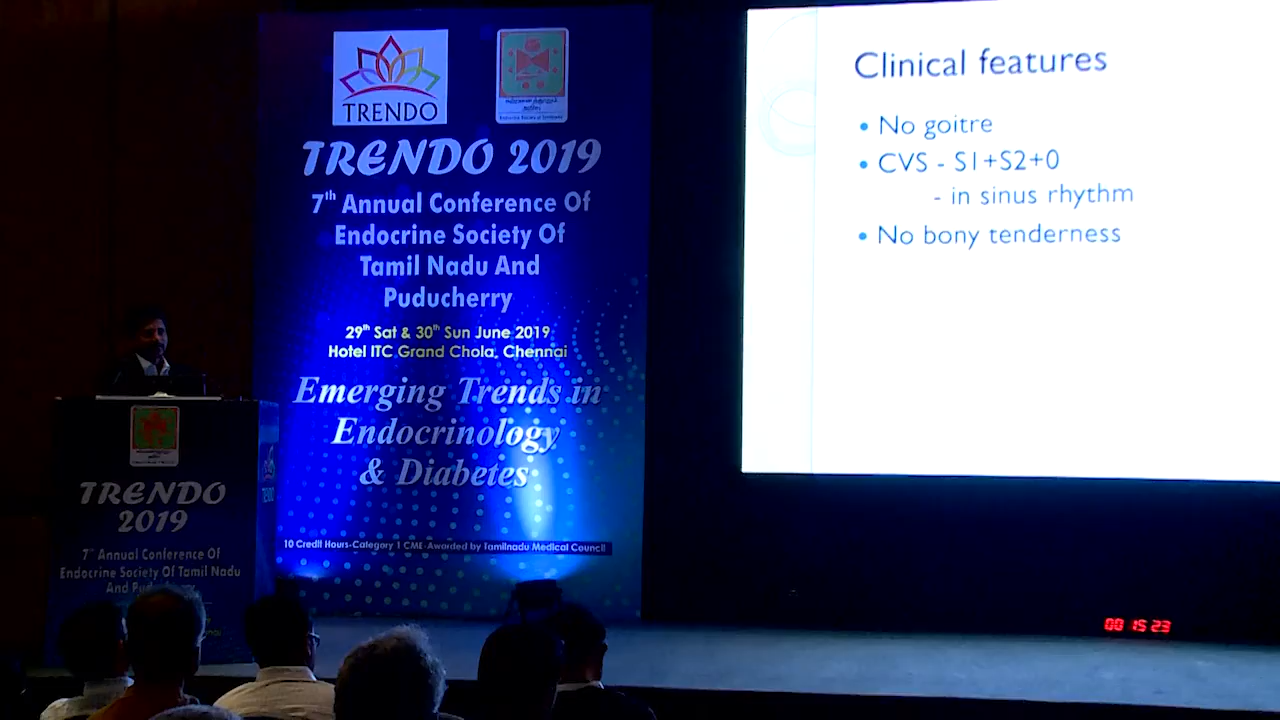 TRENDO
TRENDO 2019
7th Annual Conference Of
Endocrine Society Of
Tamil Nadu And
Puducherry
29th Sat & 30th Sun June 2019
Hotel ITC Grand Chola, Chennai
Emerging Trends in
Endocrinology
& Diabetes
10 Credit Hours-Category 1 CME-Awarded by Tamilnadu Medical Council
Clinical features
• No goitre
• CVS - S1+S2+0
- in sinus rhythm
• No bony tenderness
TRENDO
2019
7th Annual Conference Of
Endocrine Society Of Tamil Nadu
And
00 15 23